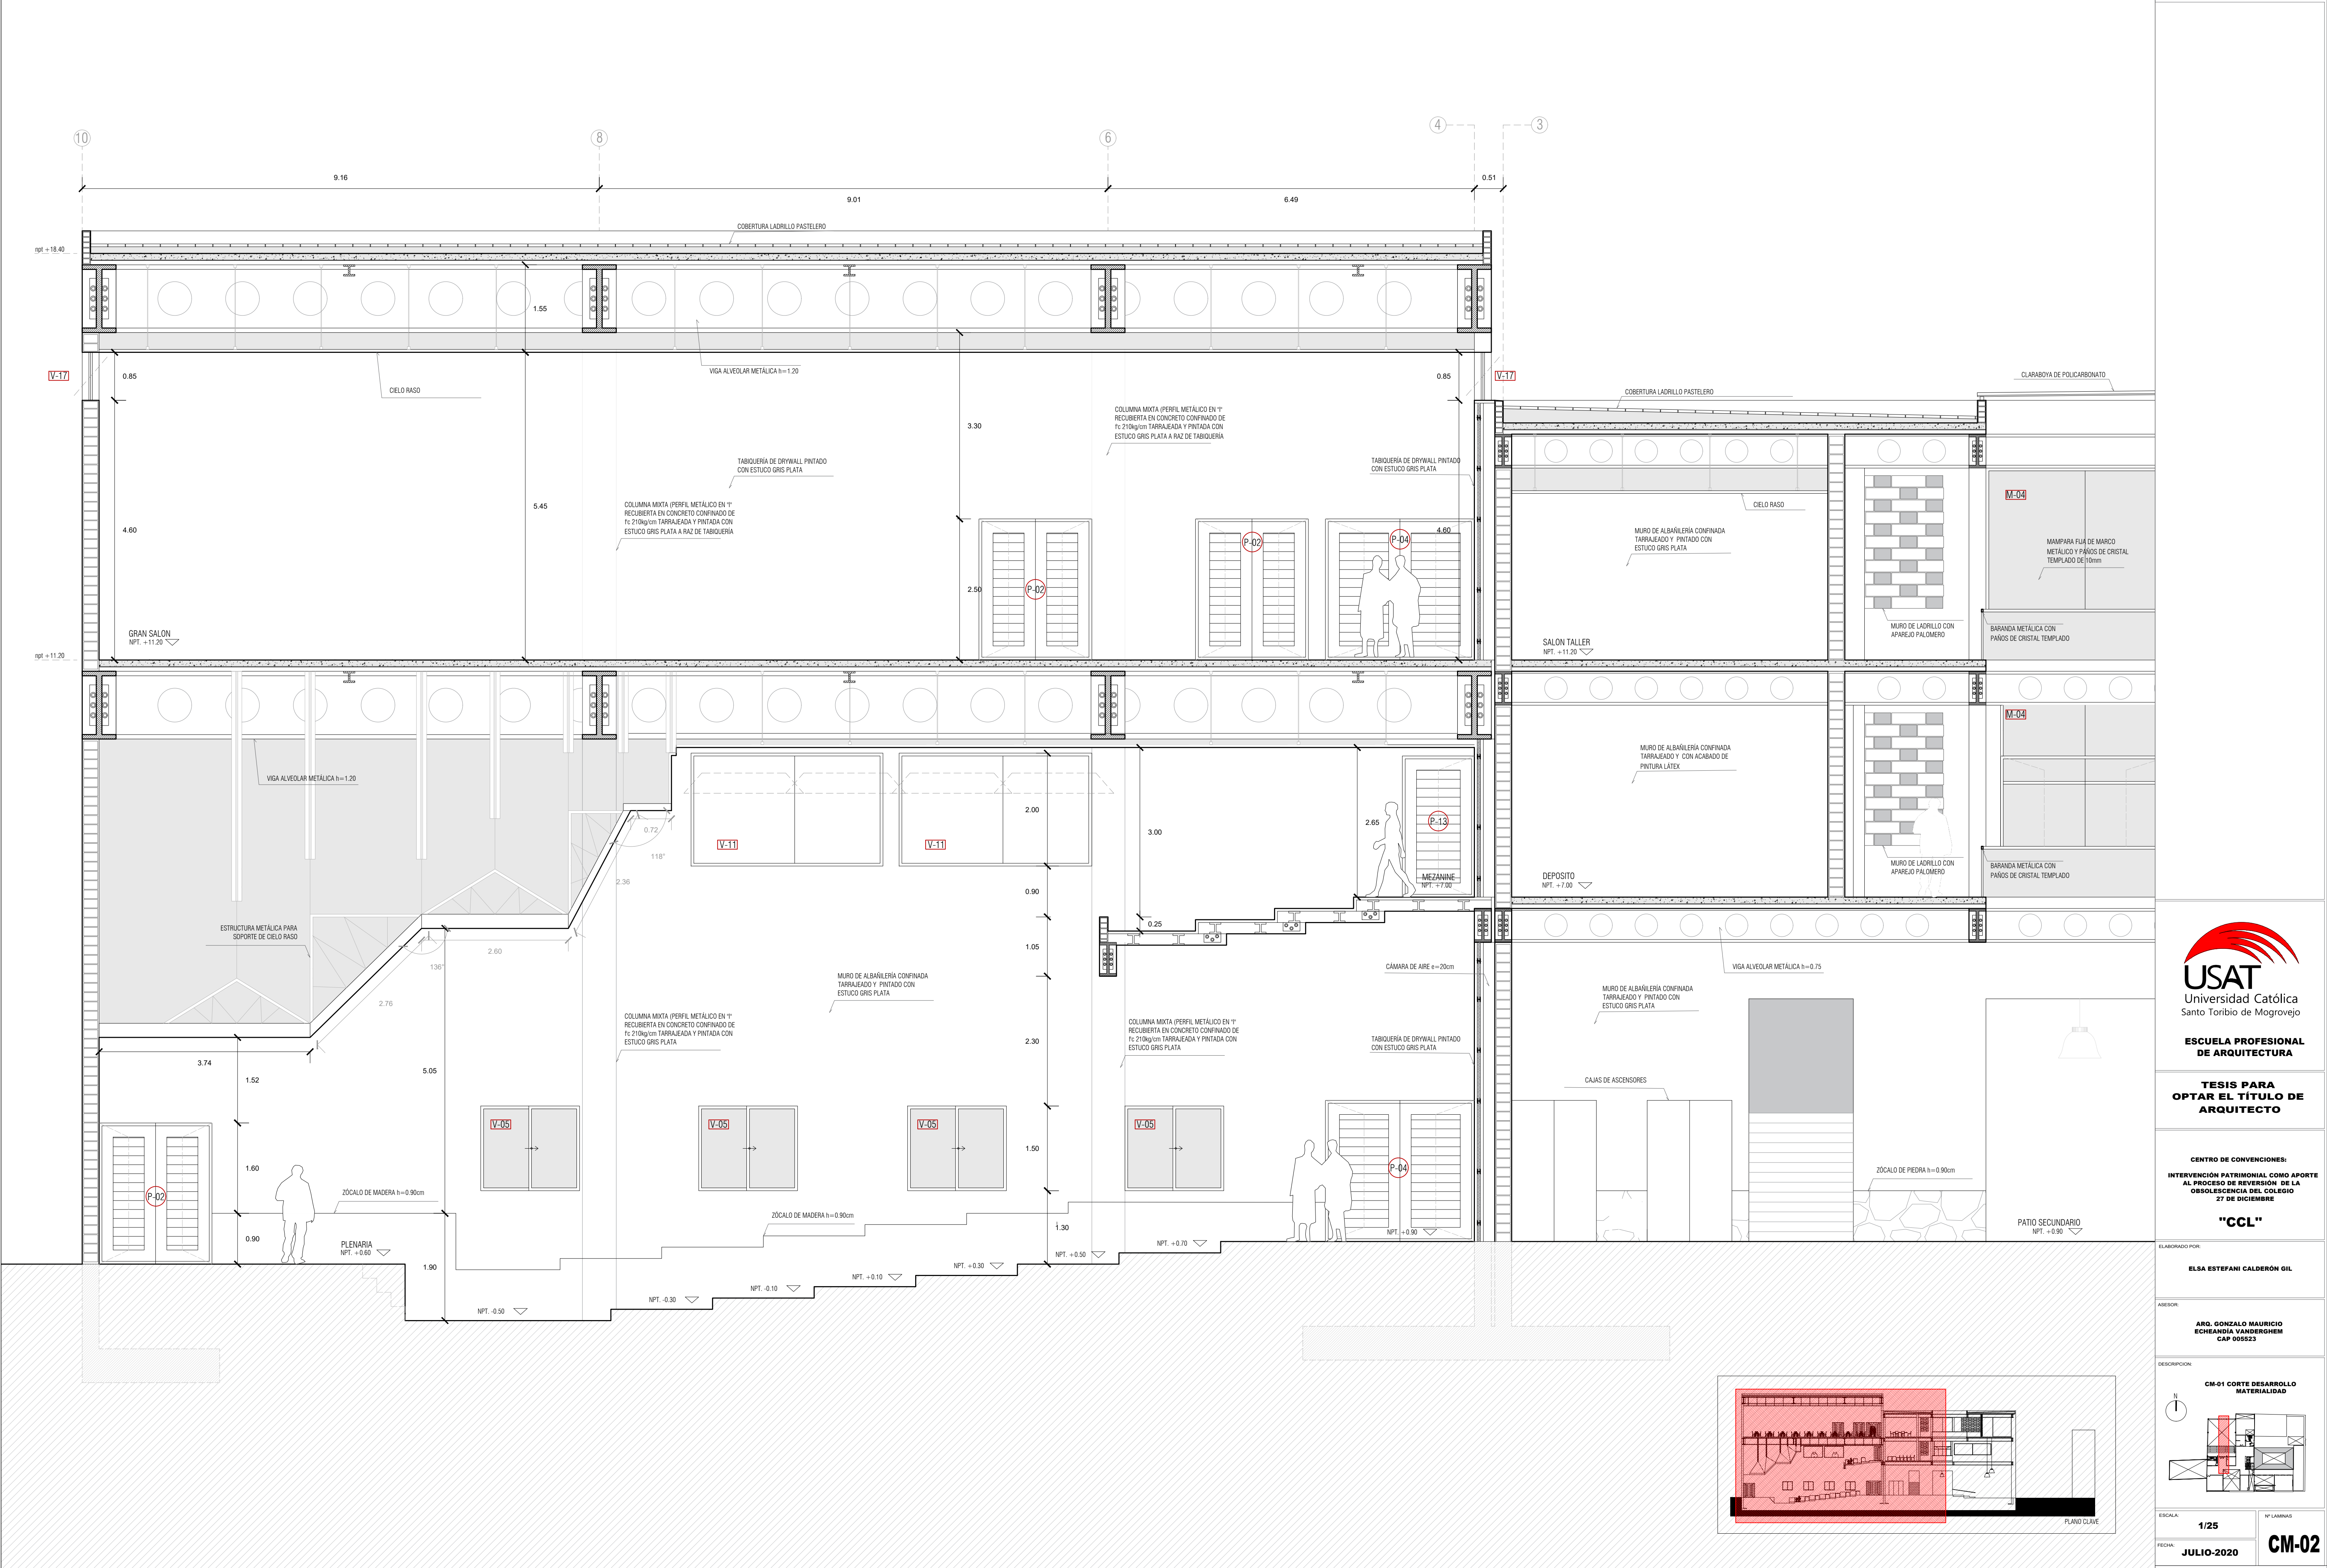 10
8
6
4
3
9.16
9.01
6.49
0.51
COBERTURA LADRILLO PASTELERO
npt +18.40
1.55
VIGA ALVEOLAR METÁLICA h=1.20
V-17
0.85
CIELO RASO
0.85
V-17
CLARABOYA DE POLICARBONATO
COBERTURA LADRILLO PASTELERO
3.30
COLUMNA MIXTA (PERFIL METÁLICO EN "I"
RECUBIERTA EN CONCRETO CONFINADO DE
f'c 210kg/cm TARRAJEADA Y PINTADA CON
ESTUCO GRIS PLATA A RAZ DE TABIQUERÍA
TABIQUERÍA DE DRYWALL PINTADO
CON ESTUCO GRIS PLATA
TABIQUERÍA DE DRYWALL PINTADO
CON ESTUCO GRIS PLATA
COLUMNA MIXTA (PERFIL METÁLICO EN "I"
RECUBIERTA EN CONCRETO CONFINADO DE
f'c 210kg/cm TARRAJEADA Y PINTADA CON
ESTUCO GRIS PLATA A RAZ DE TABIQUERÍA
5.45
4.60
4.60
CIELO RASO
M-04
MURO DE ALBAÑILERÍA CONFINADA
TARRAJEADO Y PINTADO CON
ESTUCO GRIS PLATA
MAMPARA FIJA DE MARCO
METÁLICO Y PAÑOS DE CRISTAL
TEMPLADO DE 10mm
P-02
P-04
P-02
2.50
GRAN SALON
NPT. +11.20
npt +11.20
SALON TALLER
NPT. +11.20
MURO DE LADRILLO CON
APAREJO PALOMERO
BARANDA METÁLICA CON
PAÑOS DE CRISTAL TEMPLADO
M-04
VIGA ALVEOLAR METÁLICA h=1.20
MURO DE ALBAÑILERÍA CONFINADA
TARRAJEADO Y CON ACABADO DE
PINTURA LÁTEX
0.72
118°
2.36
V-11
V-11
2.00
3.00
2.65
P-13
MEZANINE
NPT. +7.00
DEPOSITO
NPT. +7.00
MURO DE LADRILLO CON
APAREJO PALOMERO
BARANDA METÁLICA CON
PAÑOS DE CRISTAL TEMPLADO
0.90
0.25
ESTRUCTURA METÁLICA PARA
SOPORTE DE CIELO RASO
136°
2.60
2.76
1.05
MURO DE ALBAÑILERÍA CONFINADA
TARRAJEADO Y PINTADO CON
ESTUCO GRIS PLATA
CÁMARA DE AIRE e=20cm
VIGA ALVEOLAR METÁLICA h=0.75
MURO DE ALBAÑILERÍA CONFINADA
TARRAJEADO Y PINTADO CON
ESTUCO GRIS PLATA
COLUMNA MIXTA (PERFIL METÁLICO EN "I"
RECUBIERTA EN CONCRETO CONFINADO DE
f'c 210kg/cm TARRAJEADA Y PINTADA CON
ESTUCO GRIS PLATA
COLUMNA MIXTA (PERFIL METÁLICO EN "I"
RECUBIERTA EN CONCRETO CONFINADO DE
f'c 210kg/cm TARRAJEADA Y PINTADA CON
ESTUCO GRIS PLATA
2.30
TABIQUERÍA DE DRYWALL PINTADO
CON ESTUCO GRIS PLATA
3.74
1.52
5.05
CAJAS DE ASCENSORES
V-05
V-05
V-05
V-05
1.50
1.60
P-02
P-04
ZÓCALO DE PIEDRA h=0.90cm
ZÓCALO DE MADERA h=0.90cm
ZÓCALO DE MADERA h=0.90cm
0.90
PLENARIA
NPT. +0.60
1.90
1.30
NPT. -0.50
NPT. -0.30
NPT. -0.10
NPT. +0.10
NPT. +0.30
NPT. +0.50
NPT. +0.70
NPT. +0.90
PATIO SECUNDARIO
NPT. +0.90
PLANO CLAVE
USAT
Universidad Católica
Santo Toribio de Mogrovejo
ESCUELA PROFESIONAL
DE ARQUITECTURA
TESIS PARA
OPTAR EL TÍTULO DE
ARQUITECTO
CENTRO DE CONVENCIONES:
INTERVENCIÓN PATRIMONIAL COMO APORTE
AL PROCESO DE REVERSIÓN DE LA
OBSOLESCENCIA DEL COLEGIO
27 DE DICIEMBRE
"CCL"
ELABORADO POR:
ELSA ESTEFANI CALDERÓN GIL
ASESOR:
ARQ. GONZALO MAURICIO
ECHEANDÍA VANDERGHEM
CAP 005523
DESCRIPCION:
CM-01 CORTE DESARROLLO
MATERIALIDAD
N
ESCALA:
1/25
Nº LAMINAS
CM-02
FECHA:
JULIO-2020